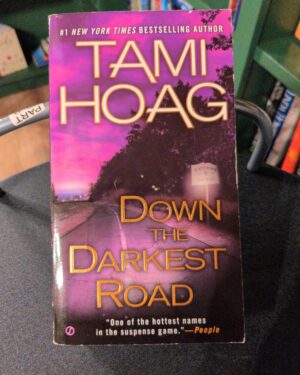 #1 NEW YORK TIMES BESTSELLING AUTHOR
TAMI
HOAG
DOWN
THE
DARKEST
ROAD
"One of the hottest names
in the suspense game."—People
PART